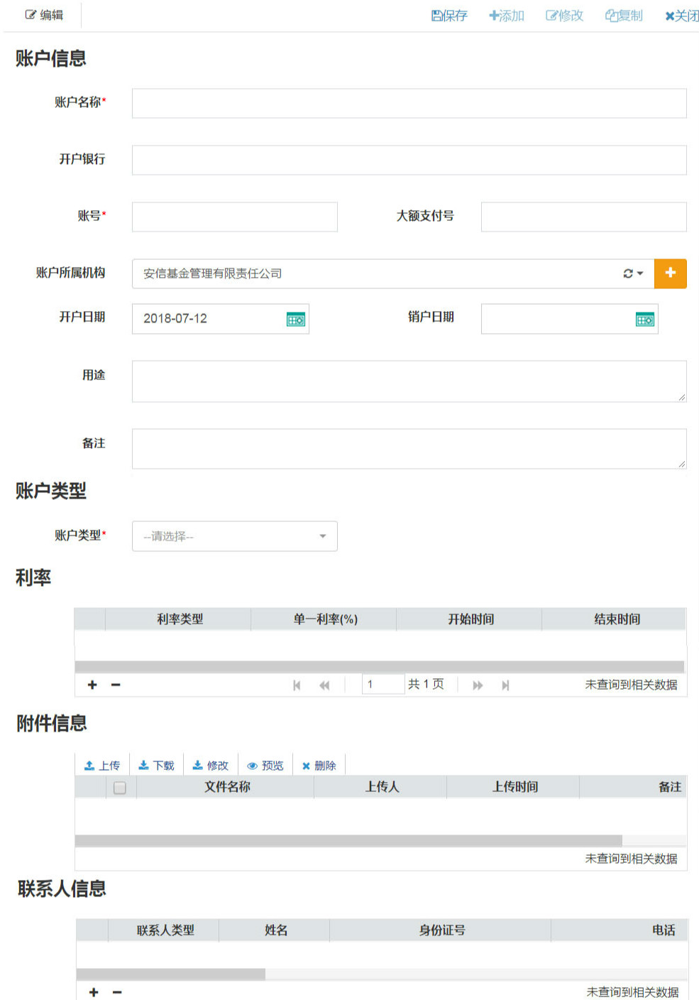 编辑 保存 添加 修改 复制 关闭
账户信息
账户名称*
开户银行
账号* 大额支付号
账户所属机构 安信基金管理有限责任公司
开户日期 2018-07-12 销户日期
用途
备注
账户类型
账户类型* --请选择--
利率
利率类型 单一利率(%) 开始时间 结束时间
1 共 1 页 未查询到相关数据
附件信息
上传 下载 修改 预览 删除
文件名称 上传人 上传时间 备注
未查询到相关数据
联系人信息
联系人类型 姓名 身份证号 电话
未查询到相关数据